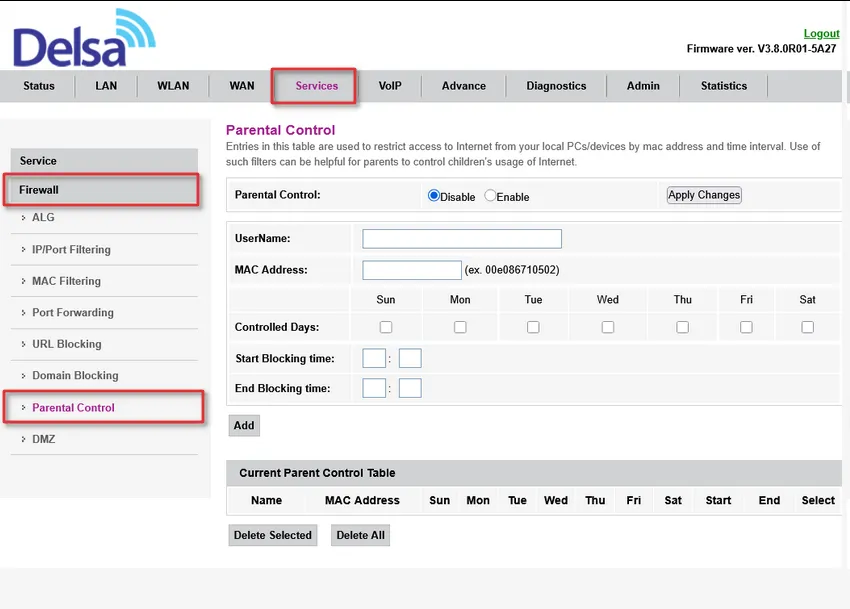 Delsa
Logout
Firmware ver. V3.8.0R01-5A27
Status LAN WLAN WAN Services VoIP Advance Diagnostics Admin Statistics
Service
Firewall
ALG
IP/Port Filtering
MAC Filtering
Port Forwarding
URL Blocking
Domain Blocking
Parental Control
DMZ
Parental Control
Entries in this table are used to restrict access to Internet from your local PCs/devices by mac address and time interval. Use of
such filters can be helpful for parents to control children's usage of Internet.
Parental Control: Disable Enable Apply Changes
UserName:
MAC Address: (ex. 00e086710502)
Sun Mon Tue Wed Thu Fri Sat
Controlled Days:
Start Blocking time: :
End Blocking time: :
Add
Current Parent Control Table
Name MAC Address Sun Mon Tue Wed Thu Fri Sat Start End Select
Delete Selected Delete All